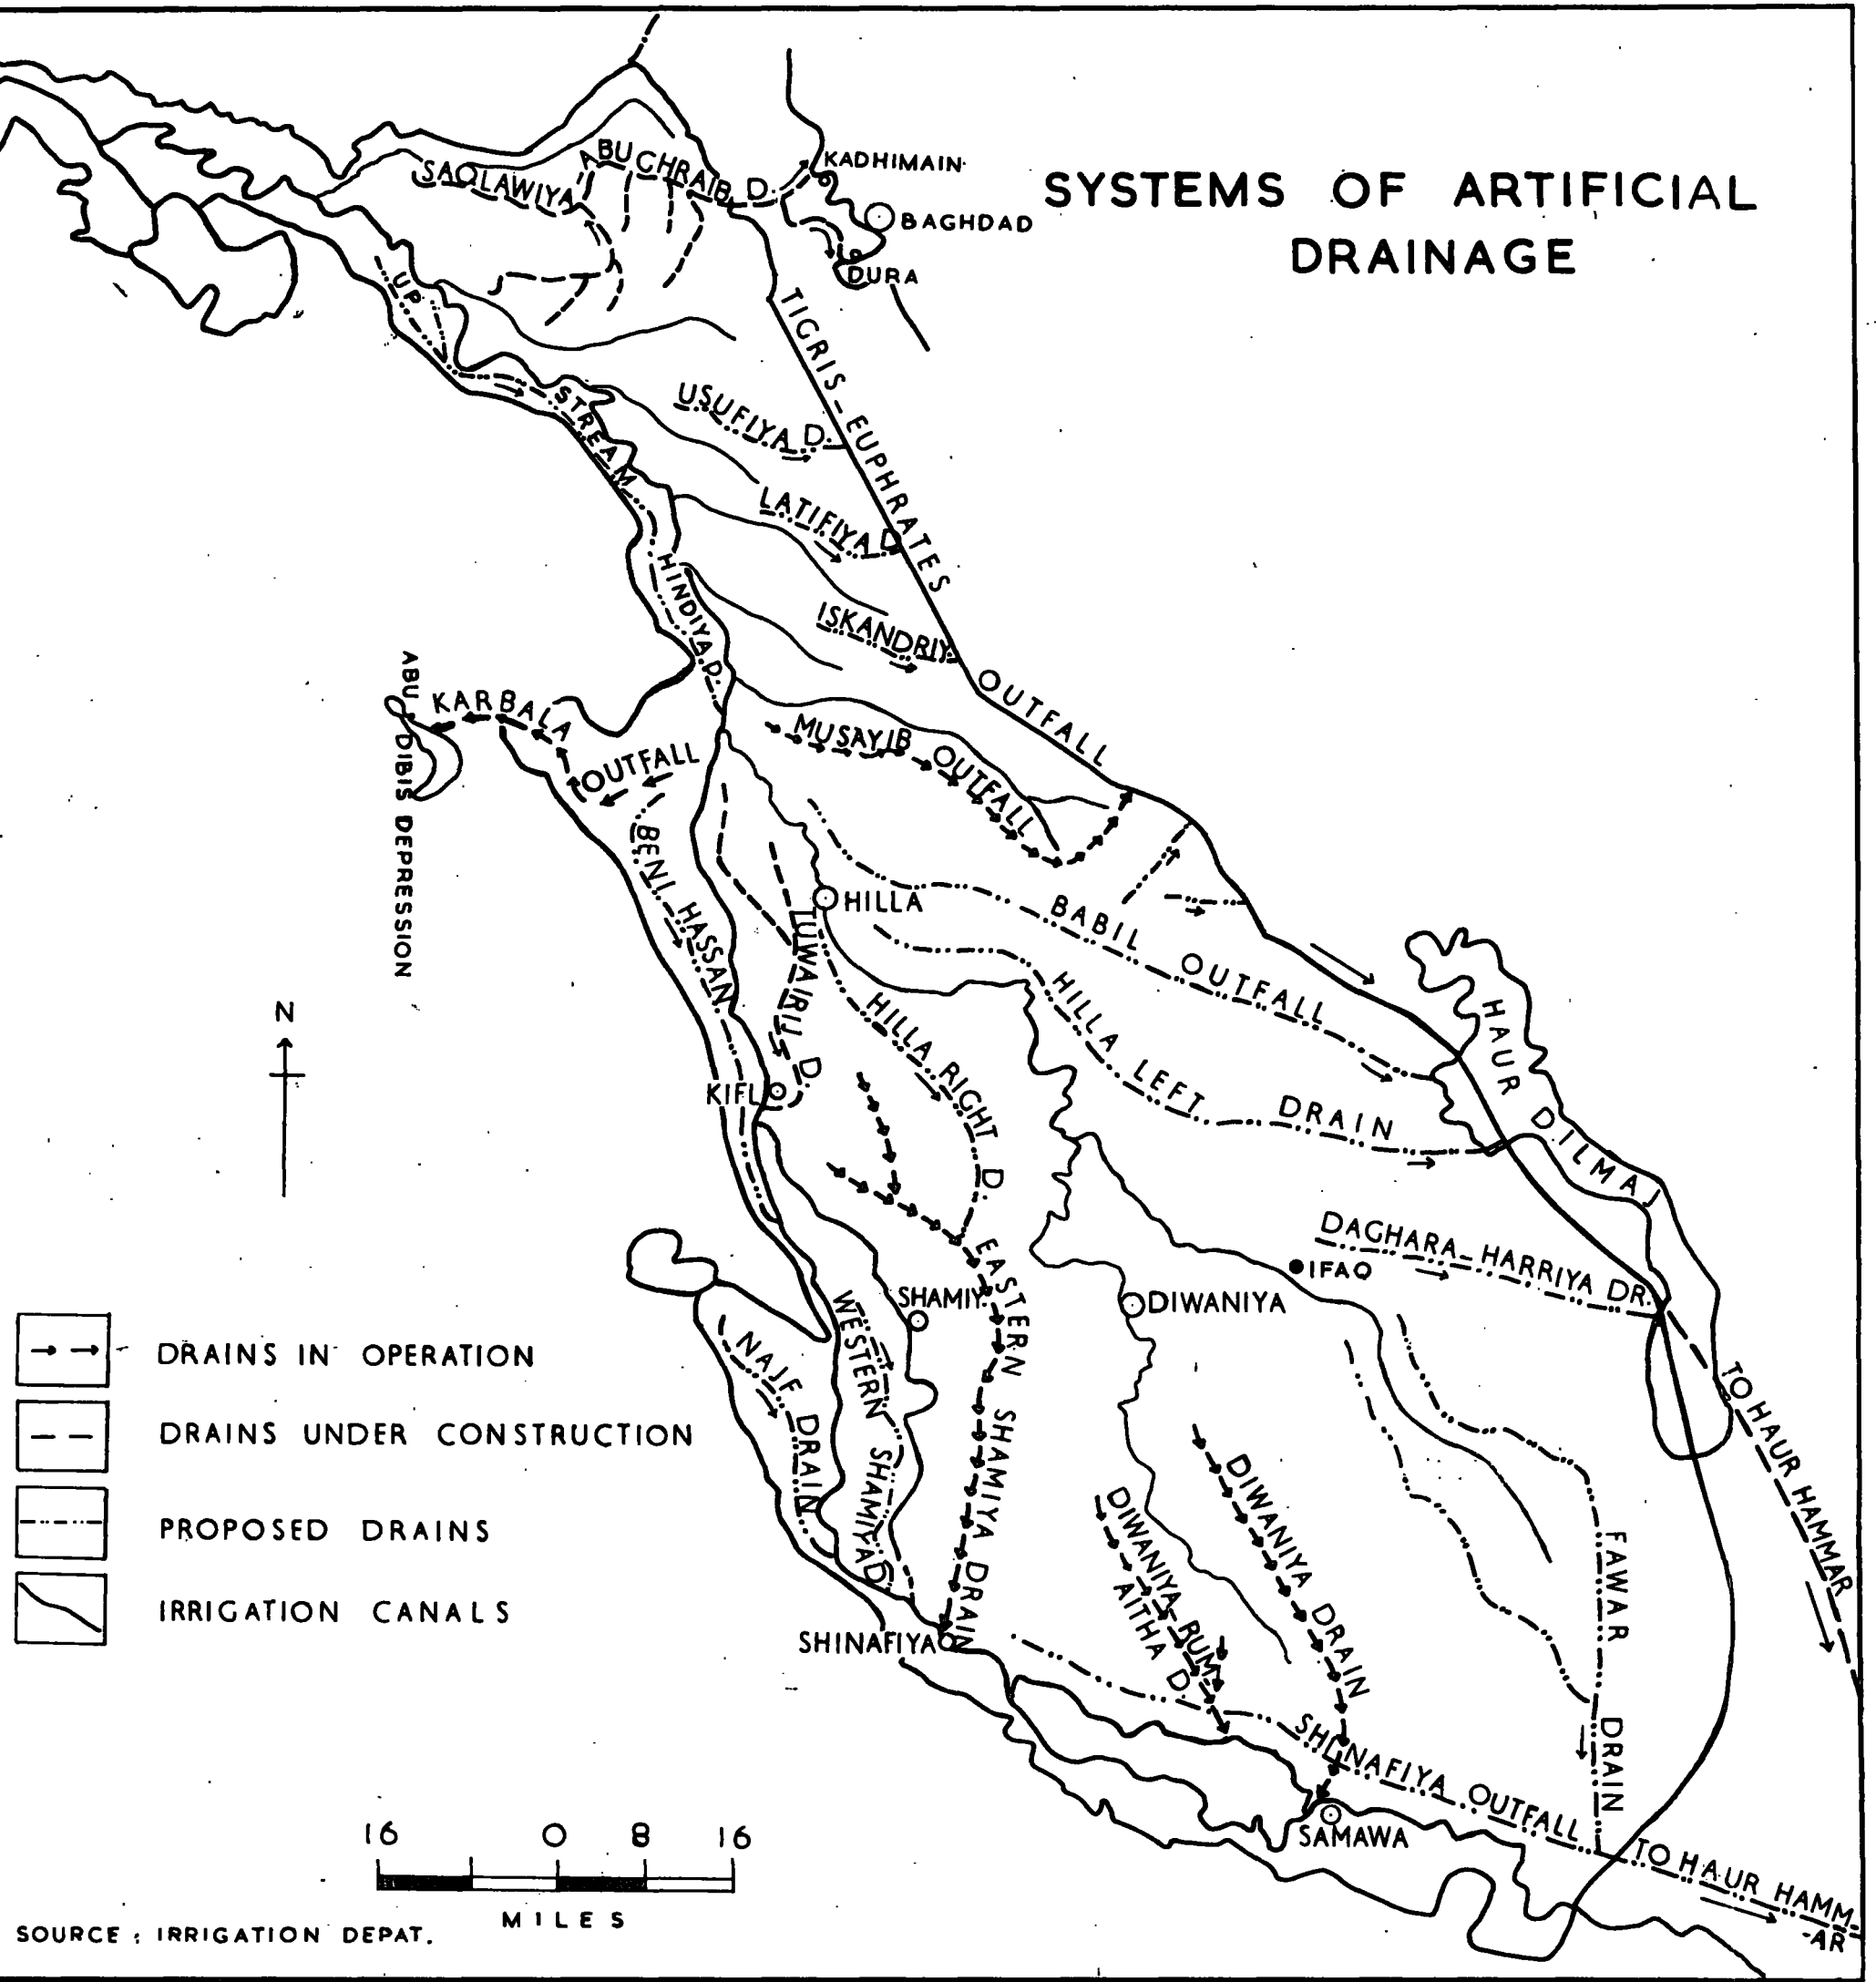 SYSTEMS OF ARTIFICIAL
DRAINAGE
SAQLAWIYA
ABU GHRAIB D.
KADHIMAIN
BAGHDAD
DURA
UP
STREAM
HINDIYA D.
TIGRIS-EUPHRATES
OUTFALL
USUFIYA D.
LATIFIYA D
ISKANDRIY.
ABU DIBIS DEPRESSION
KARBALA
OUTFALL
MUSAYIB OUTFALL
BENI HASSAN
TUWAIRIJ D.
HILLA
BABIL OUTFALL
HILLA LEFT DRAIN
HILLA RIGHT D.
HAUR DILMAJ
N
KIFL
DAGHARA-HARRIYA DR.
IFAQ
DIWANIYA
SHAMIY.
EASTERN SHAMIYA DRAIN
WESTERN SHAMIYAD
NAJF DRAIN
TO HAUR HAMMAR
DIWANIYA DRAIN
DIWANIYA-RUM
AITHA D.
FAWAR DRAIN
SHINAFIYA
SHINAFIYA OUTFALL
SAMAWA
TO HAUR HAMM-
-AR
DRAINS IN OPERATION
DRAINS UNDER CONSTRUCTION
PROPOSED DRAINS
IRRIGATION CANALS
16 0 8 16
MILES
SOURCE : IRRIGATION DEPAT.